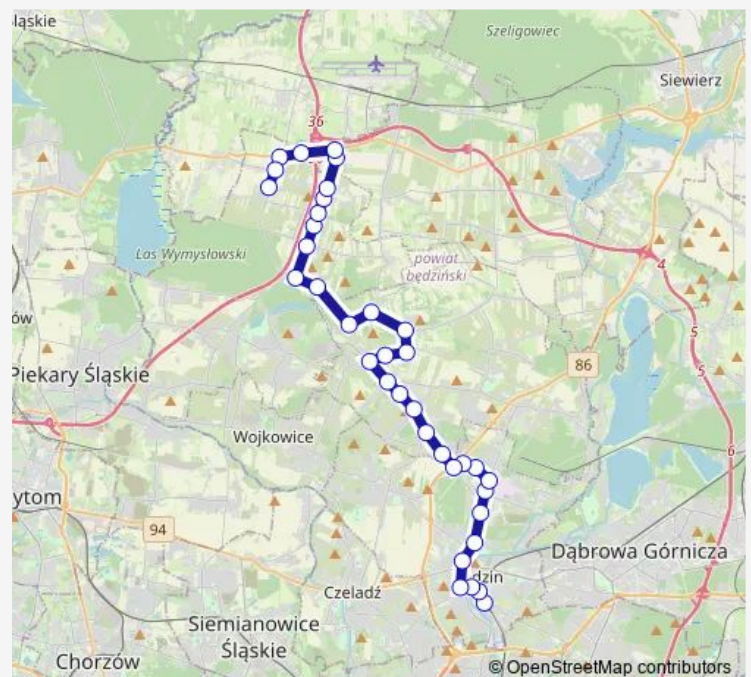 śląskie
Szeligowiec
Siewierz
36
Las Wymysłowski
powiat
będziński
4
ów
5
Piekary Śląskie
86
5
Wojkowice
6
ytom
94
Dąbrowa Górnicza
dzin
Czeladź
Siemianowice
Śląskie
Chorzów
© OpenStreetMap contributors